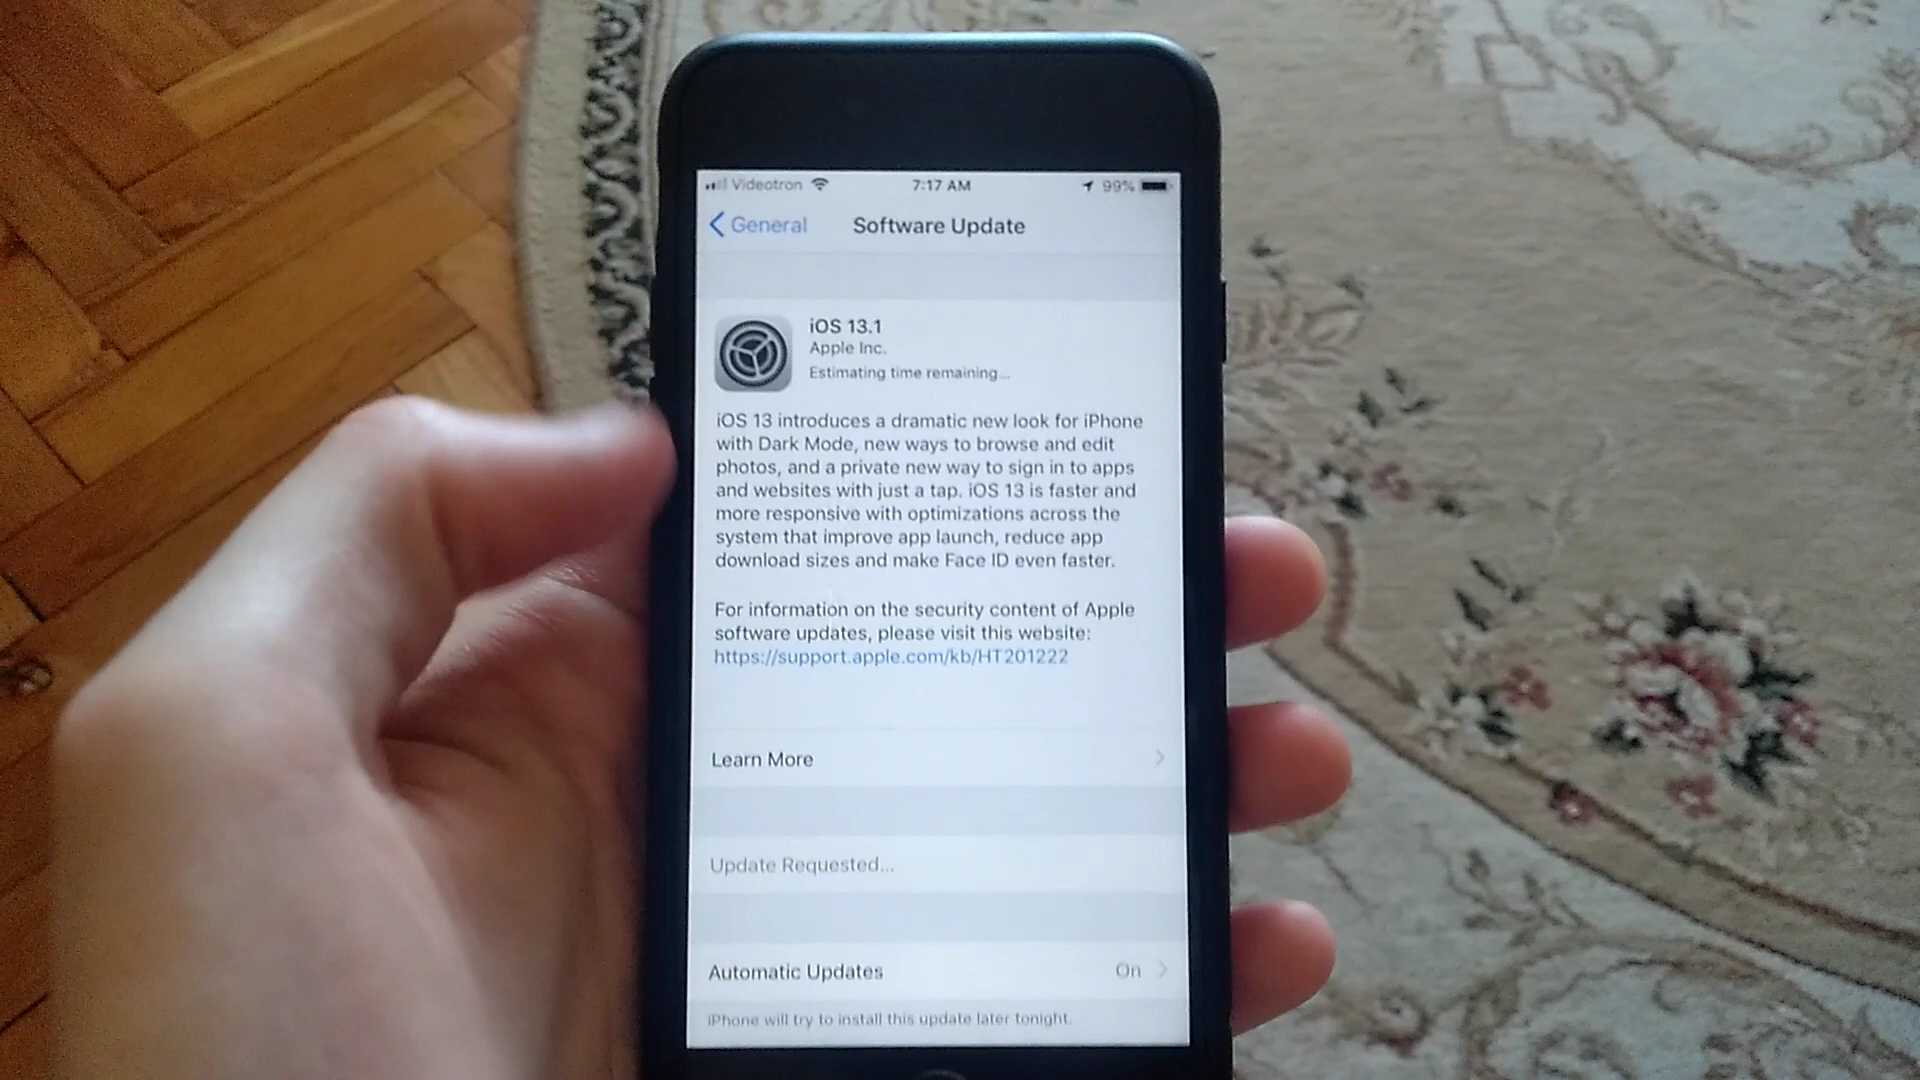 Videotron 7:17 AM 99%
General Software Update
iOS 13.1
Apple Inc.
Estimating time remaining...
iOS 13 introduces a dramatic new look for iPhone
with Dark Mode, new ways to browse and edit
photos, and a private new way to sign in to apps
and websites with just a tap. iOS 13 is faster and
more responsive with optimizations across the
system that improve app launch, reduce app
download sizes and make Face ID even faster.
For information on the security content of Apple
software updates, please visit this website:
https://support.apple.com/kb/HT201222
Learn More
Update Requested...
Automatic Updates On
iPhone will try to install this update later tonight.